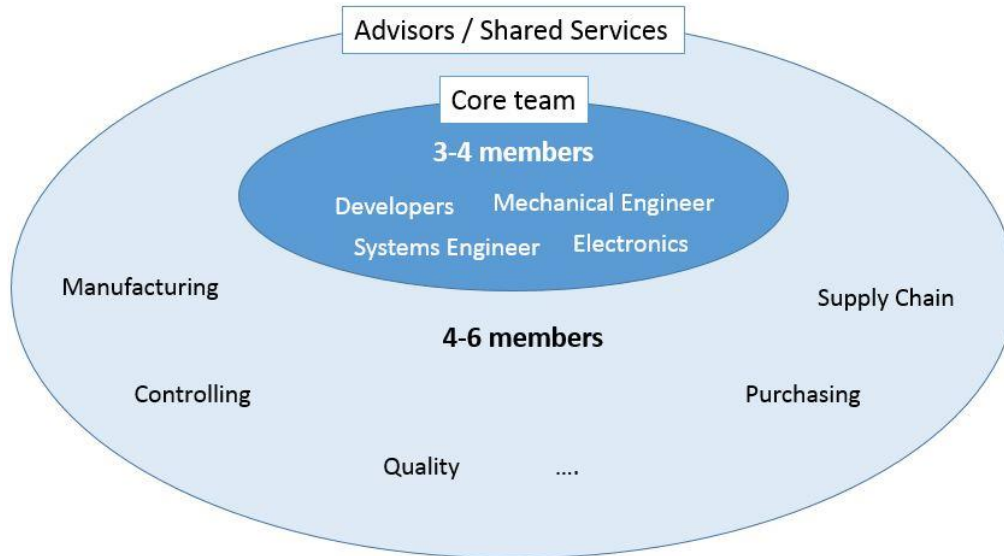 Advisors / Shared Services
Core team
3-4 members
Developers
Mechanical Engineer
Systems Engineer
Electronics
Manufacturing
Supply Chain
4-6 members
Controlling
Purchasing
Quality
....